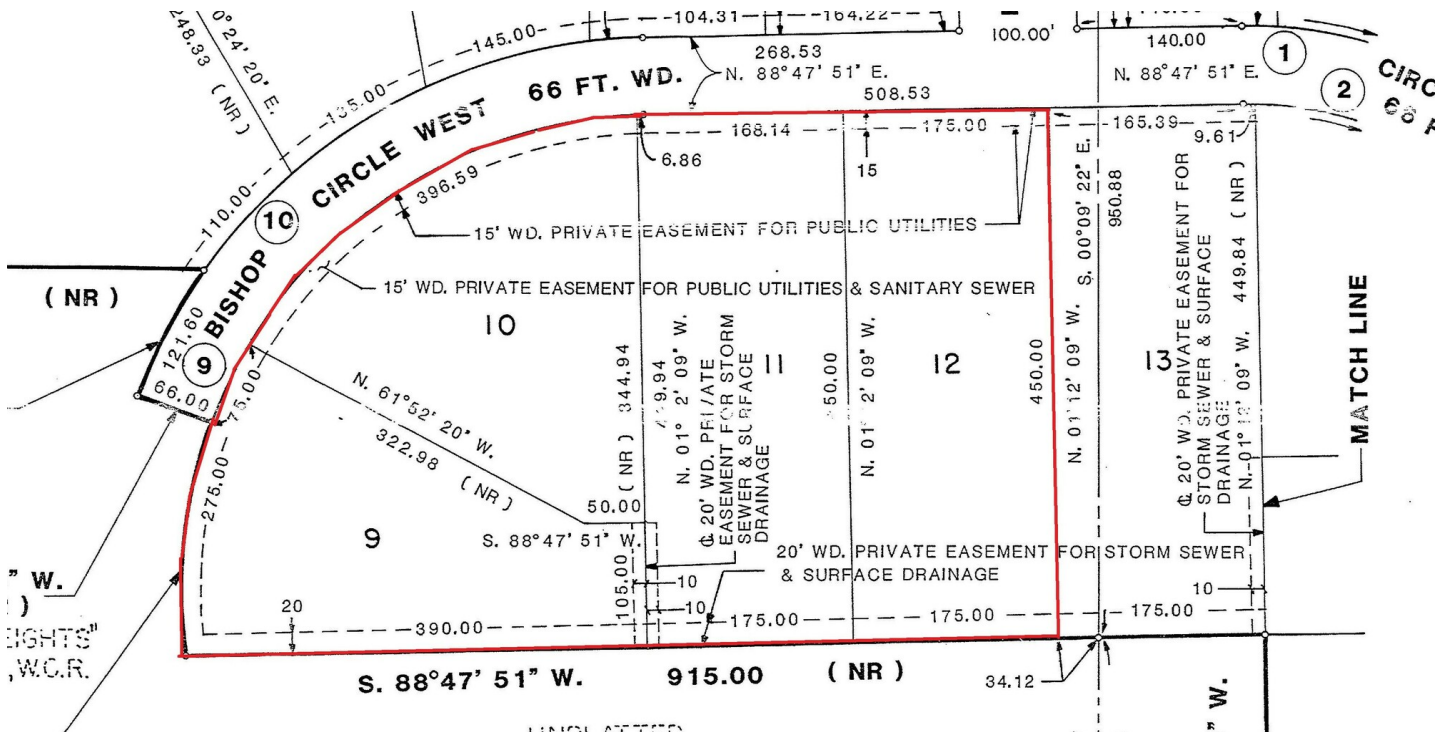 104.31
164.22
100.00'
140.00
145.00
268.53
N. 88°47' 51" E.
N. 88°47' 51" E.
1
248.33 ( NR )
0°24' 20" E.
135.00
66 FT. WD.
508.53
2
CIRC
68 F
CIRCLE WEST
168.14
175.00
165.39
9.61
6.86
15
110.00
10
396.59
15' WD. PRIVATE EASEMENT FOR PUBLIC UTILITIES
S. 00°09' 22" E.
950.88
BISHOP
15' WD. PRIVATE EASEMENT FOR PUBLIC UTILITIES & SANITARY SEWER
( NR )
10
121.60
9
66.00
75.00
N. 61°52' 20" W.
322.98
( NR )
344.94
( NR )
N. 01° 2' 09" W.
℄ 20' WD. PRIVATE
EASEMENT FOR STORM
SEWER & SURFACE
DRAINAGE
11
N. 01° 2' 09" W.
12
450.00
N. 01°12' 09" W.
13
℄ 20' WD. PRIVATE EASEMENT FOR
STORM SEWER & SURFACE
DRAINAGE
449.84 ( NR )
MATCH LINE
275.00
50.00
S. 88°47' 51" W.
9
20' WD. PRIVATE EASEMENT FOR STORM SEWER
& SURFACE DRAINAGE
105.00
10
10
10
" W.
)
EIGHTS"
,W.C.R.
20
390.00
175.00
175.00
175.00
S. 88°47' 51" W.
915.00
( NR )
34.12
" W.